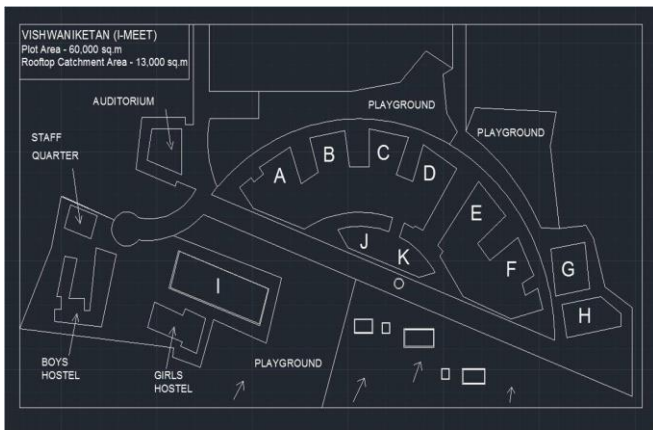 VISHWANIKETAN (I-MEET)
Plot Area - 60,000 sq.m
Rooftop Catchment Area - 13,000 sq.m
AUDITORIUM
PLAYGROUND
PLAYGROUND
STAFF
QUARTER
A
B
C
D
E
F
G
H
I
J
K
BOYS
HOSTEL
GIRLS
HOSTEL
PLAYGROUND